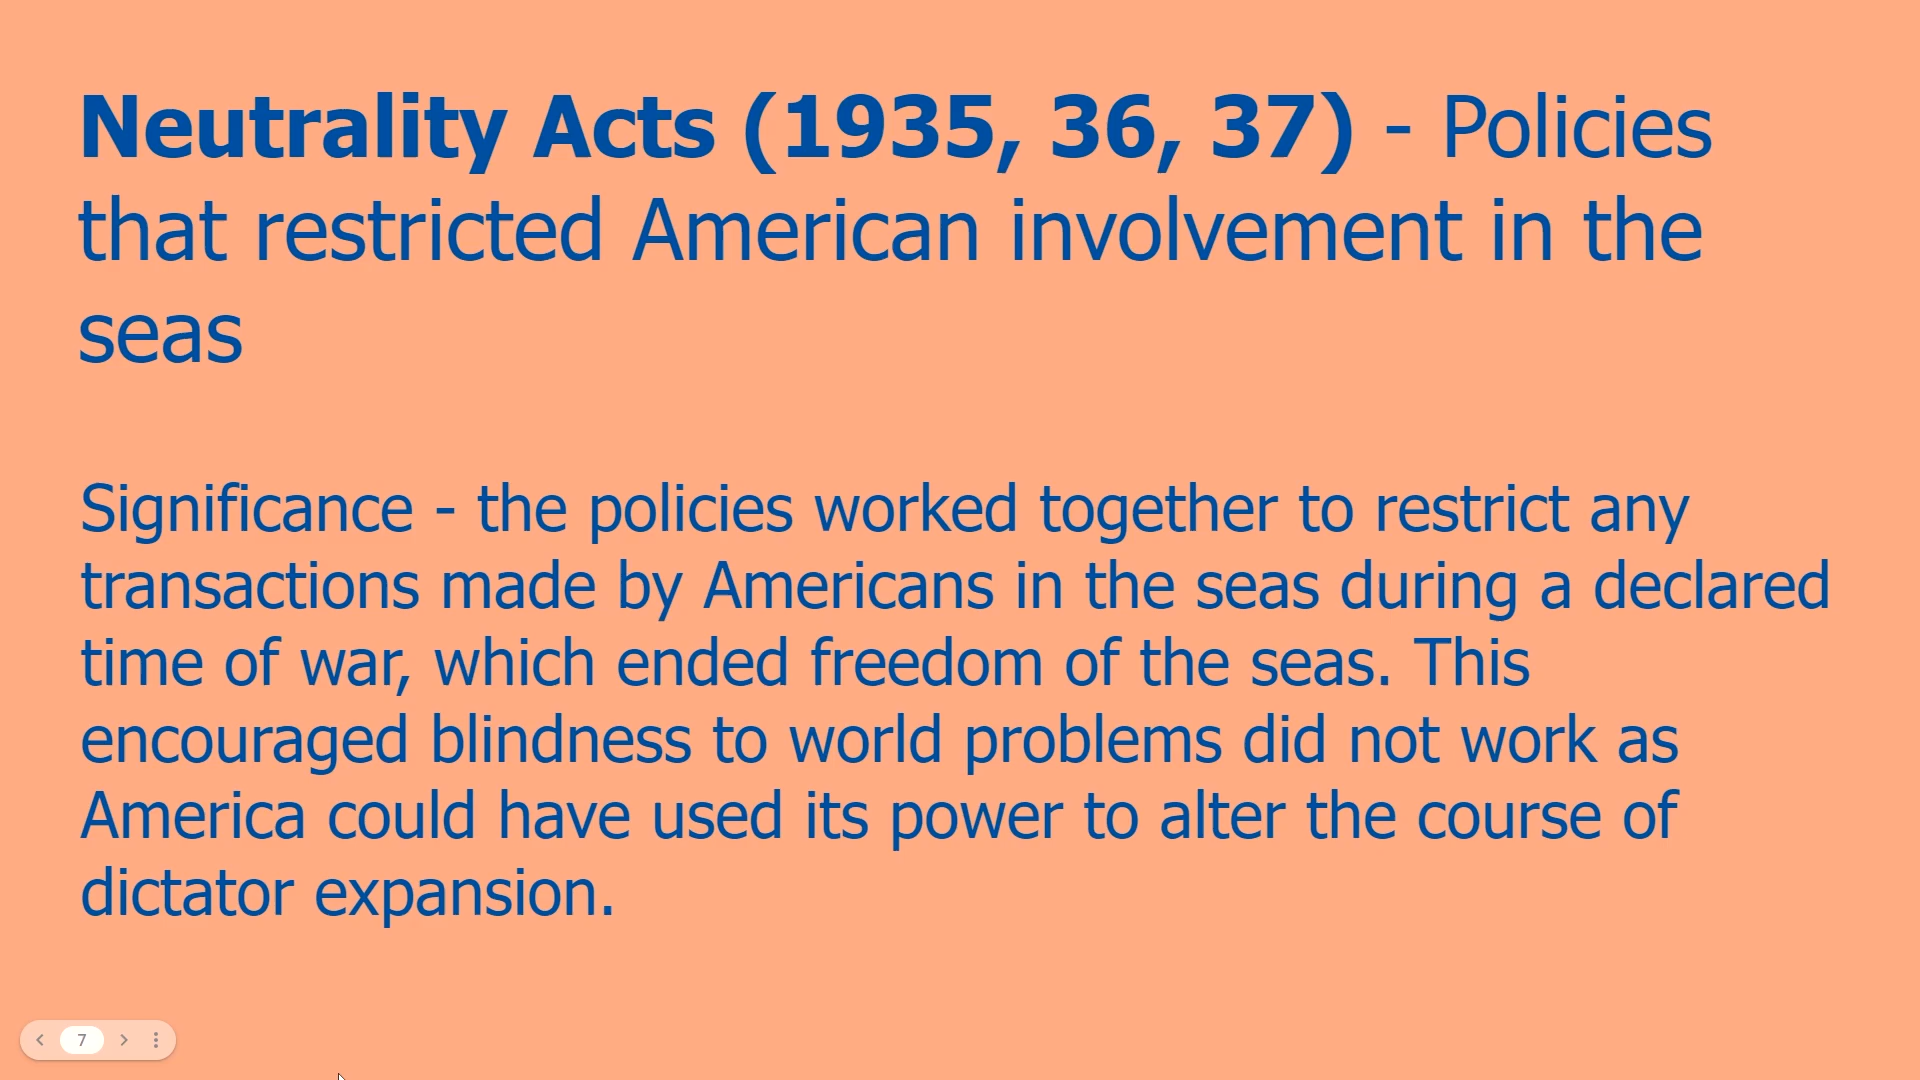 Neutrality Acts (1935, 36, 37) - Policies
that restricted American involvement in the
seas
Significance - the policies worked together to restrict any
transactions made by Americans in the seas during a declared
time of war, which ended freedom of the seas. This
encouraged blindness to world problems did not work as
America could have used its power to alter the course of
dictator expansion.
7